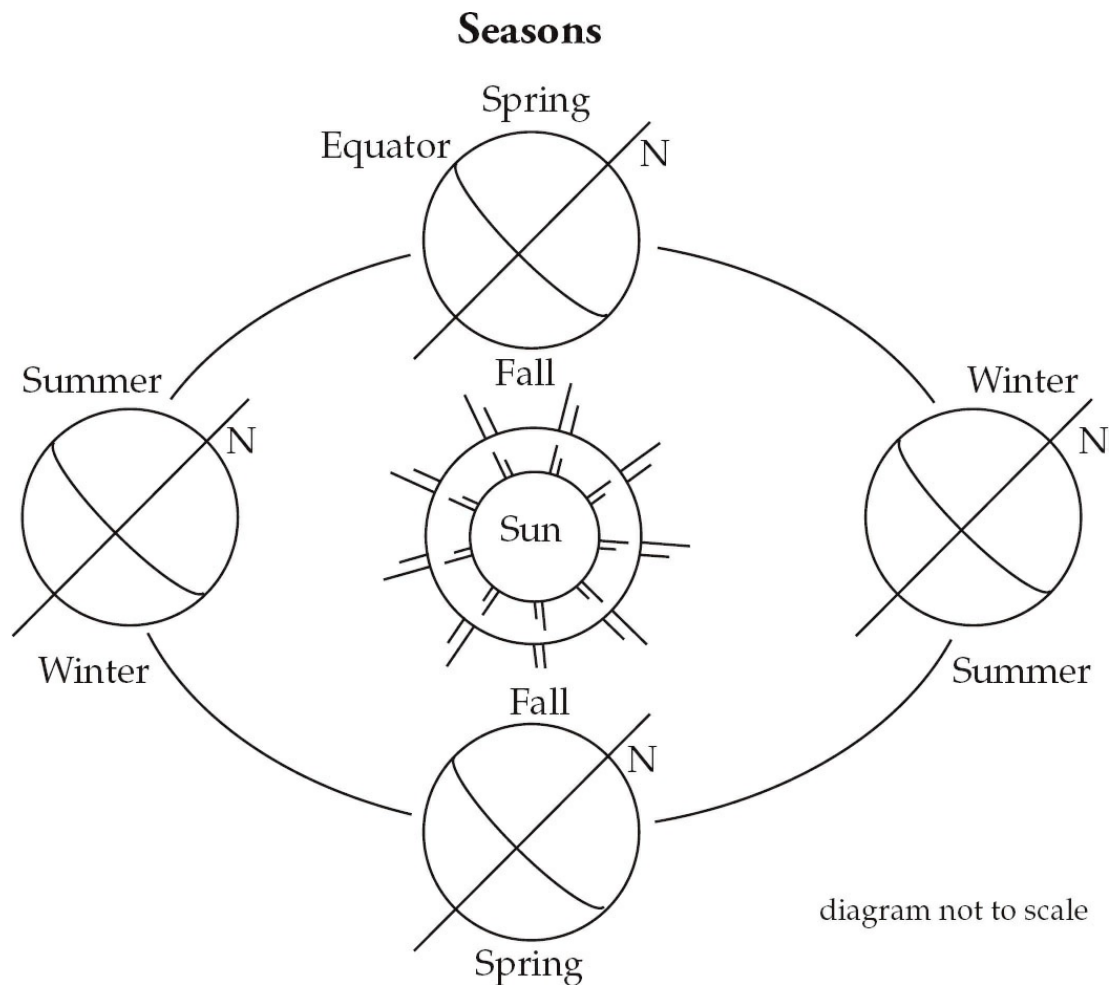 Seasons
Spring
Equator
N
Fall
Summer
N
Winter
N
Sun
Winter
Summer
Fall
N
Spring
diagram not to scale